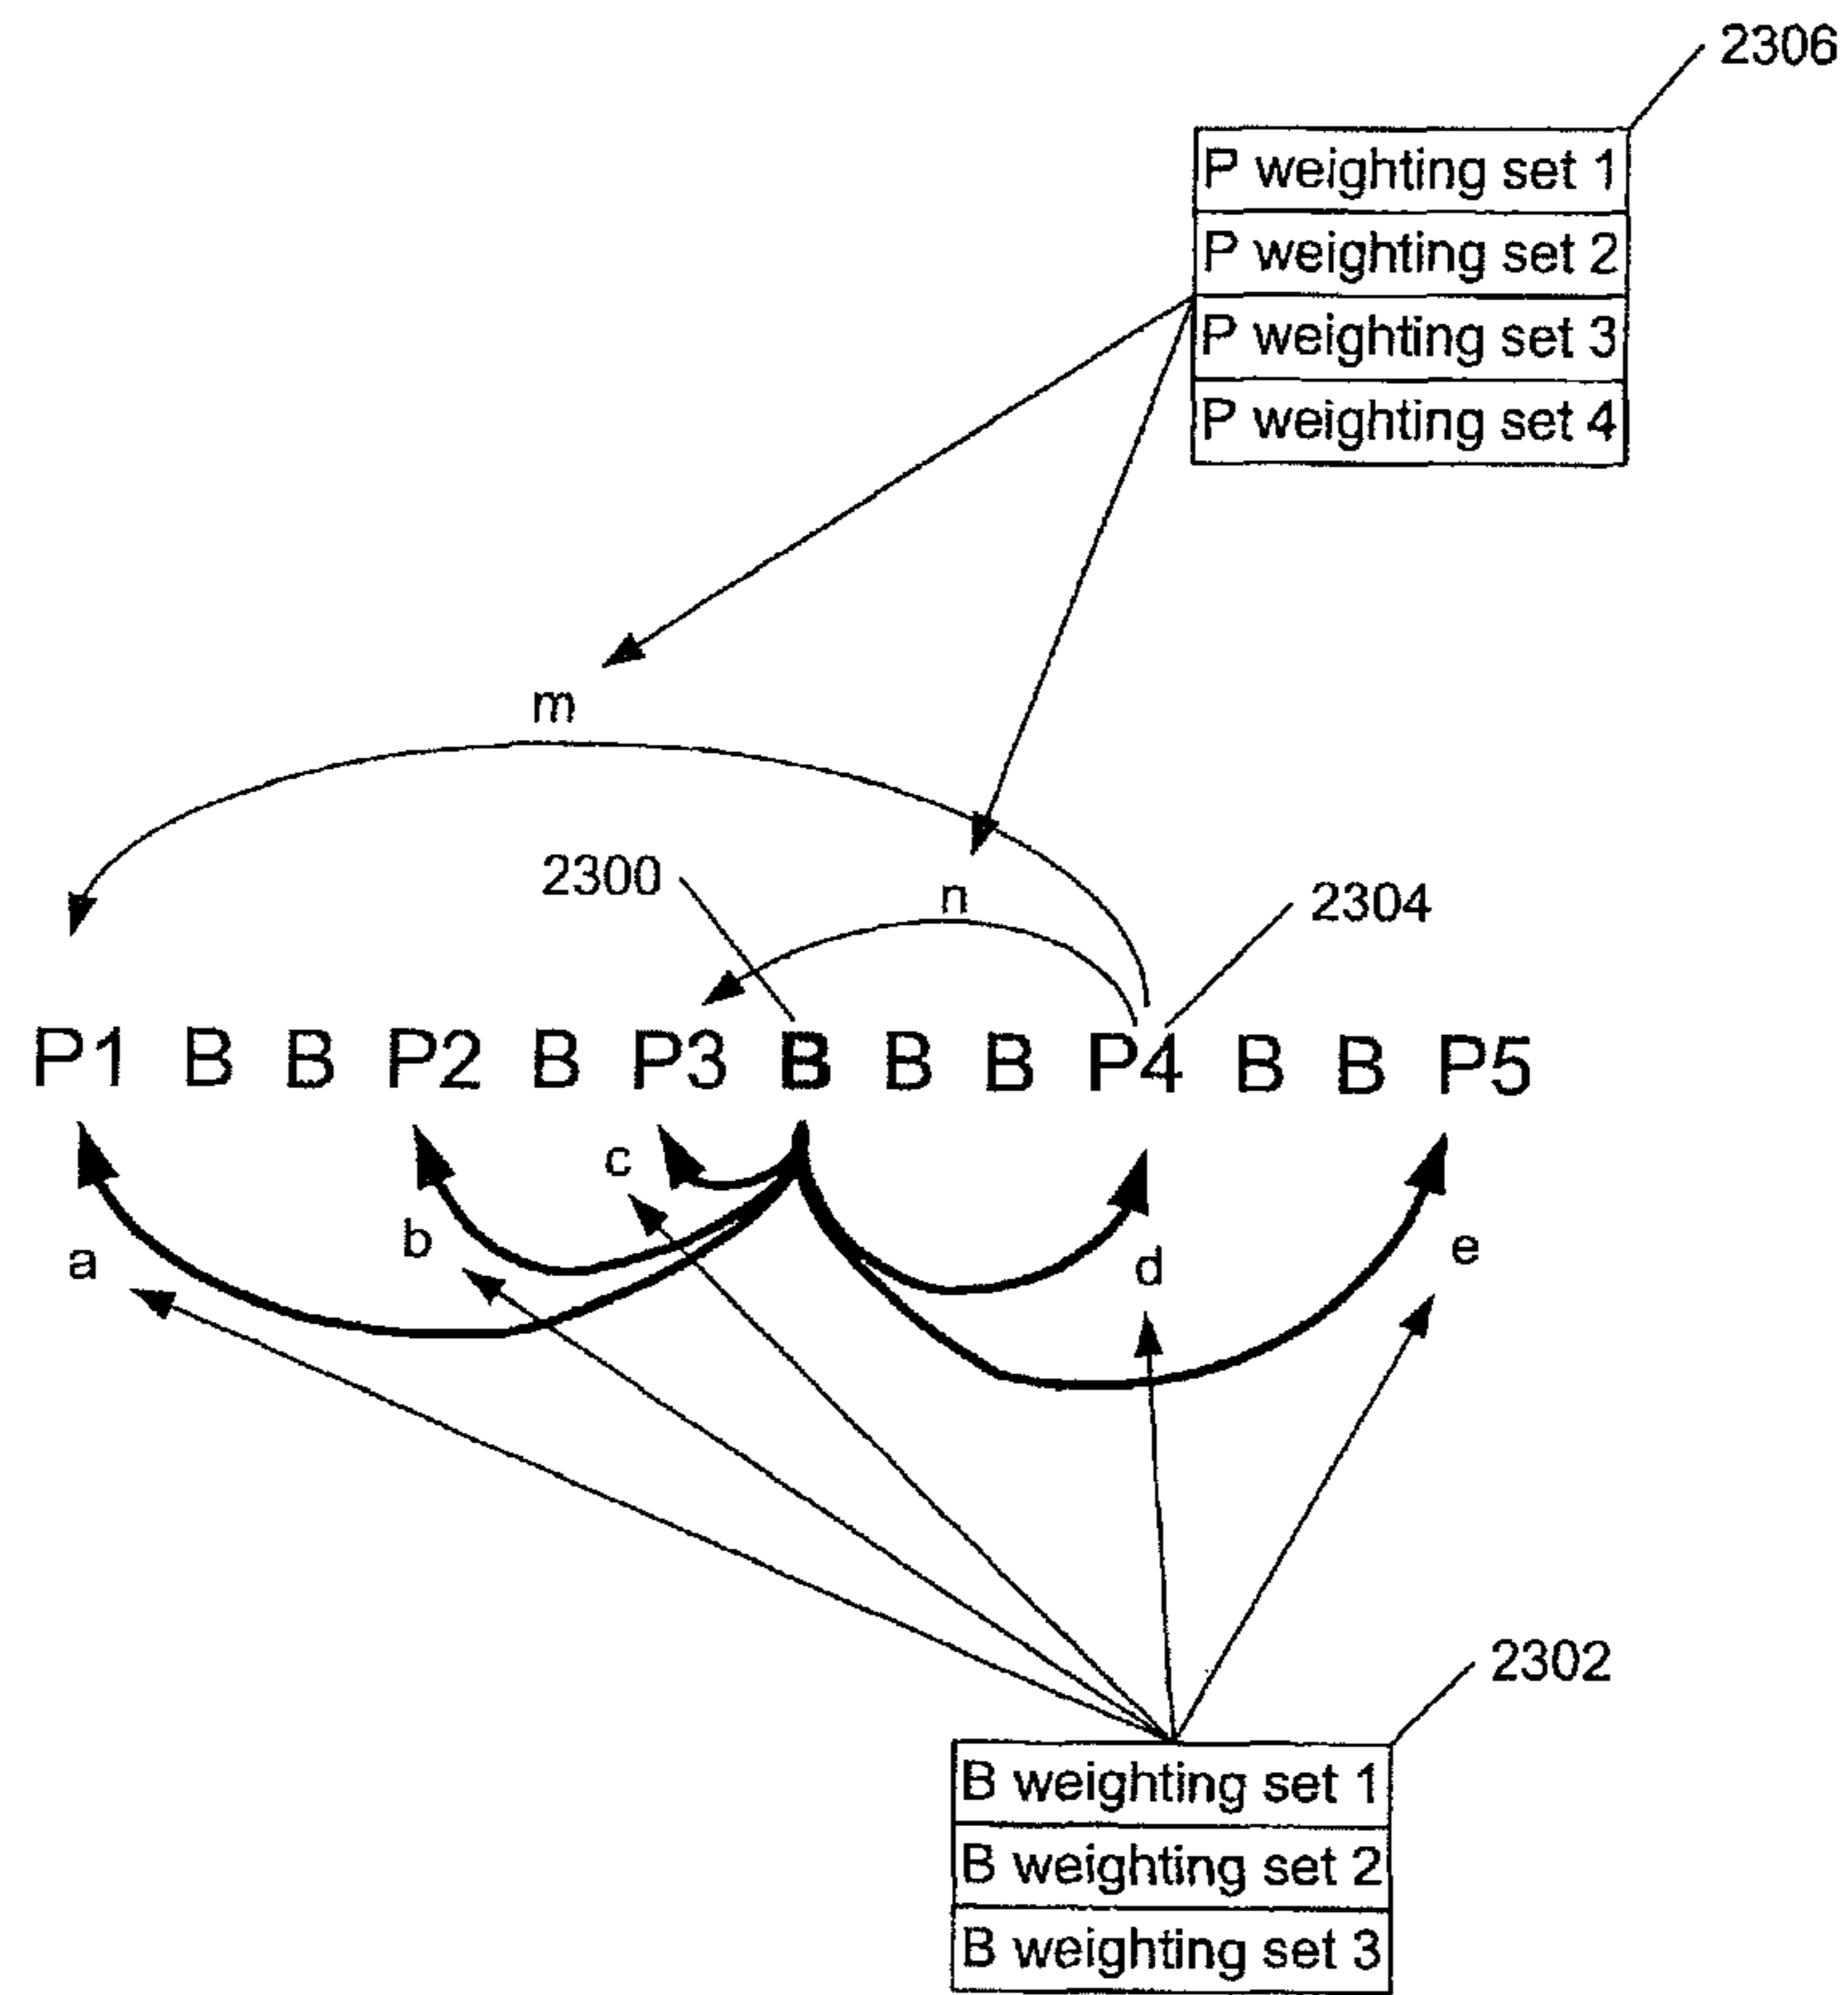 2306
P weighting set 1
P weighting set 2
P weighting set 3
P weighting set 4
m
2300
n
2304
P1 B B P2 B P3 B B B P4 B B P5
c
b
a
d
e
2302
B weighting set 1
B weighting set 2
B weighting set 3